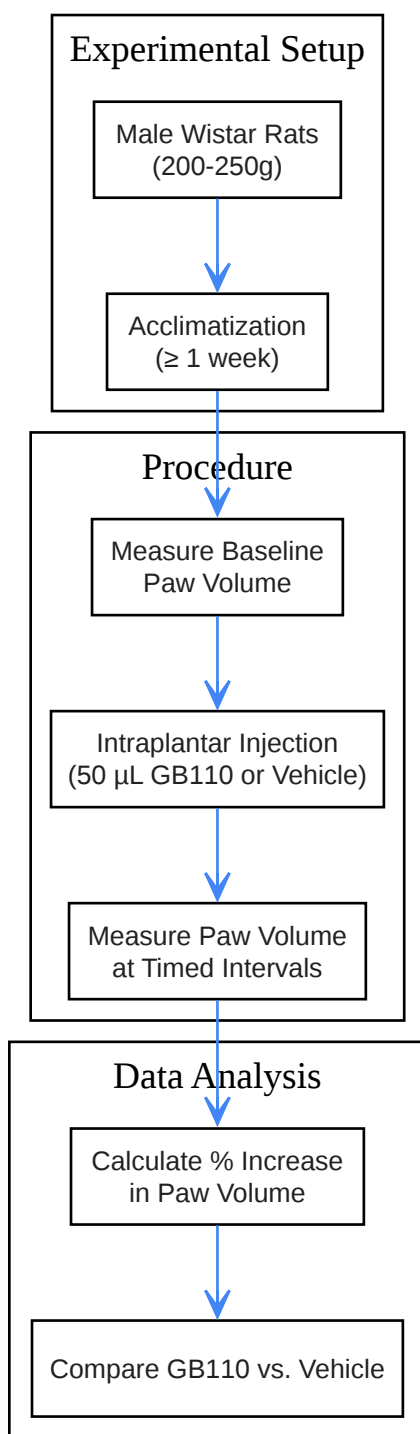 Experimental Setup
Male Wistar Rats
(200-250g)
Acclimatization
(≥ 1 week)
Procedure
Measure Baseline
Paw Volume
Intraplantar Injection
(50 µL GB110 or Vehicle)
Measure Paw Volume
at Timed Intervals
Data Analysis
Calculate % Increase
in Paw Volume
Compare GB110 vs. Vehicle